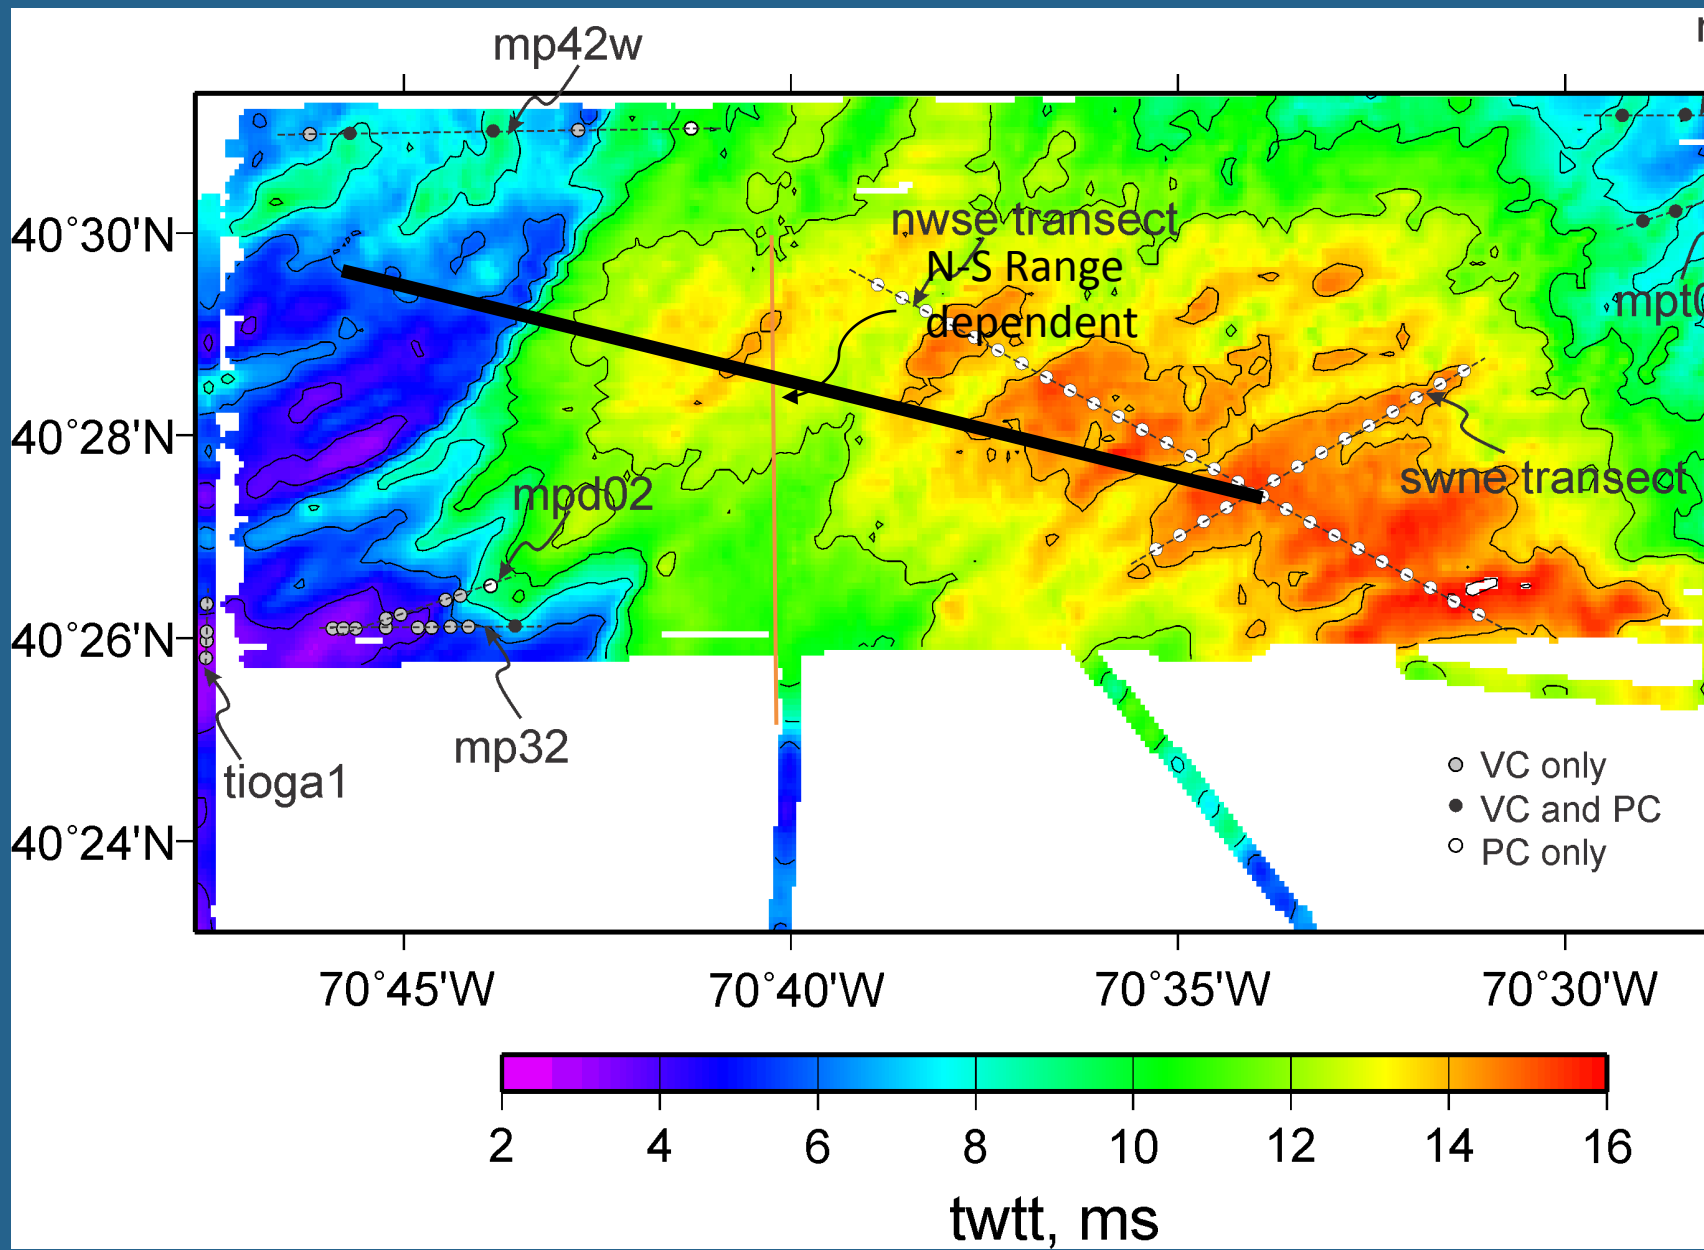 mp42w
40°30'N
nwse transect
N-S Range
dependent
mpt0
40°28'N
mpd02
swne transect
40°26'N
mp32
tioga1
VC only
VC and PC
PC only
40°24'N
70°45'W
70°40'W
70°35'W
70°30'W
2
4
6
8
10
12
14
16
twtt, ms